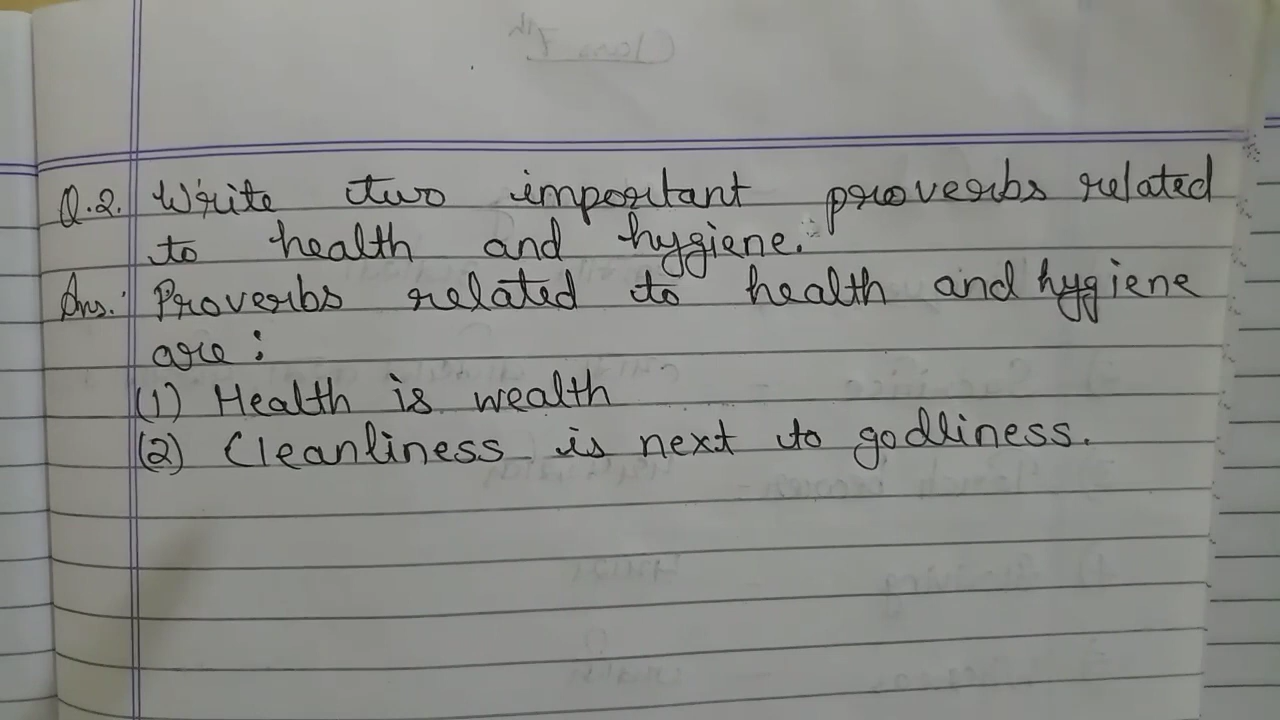 Q.2. Write two important proverbs related
to health and hygiene.
Ans: Proverbs related to health and hygiene
are:
(1) Health is wealth
(2) Cleanliness is next to godliness.